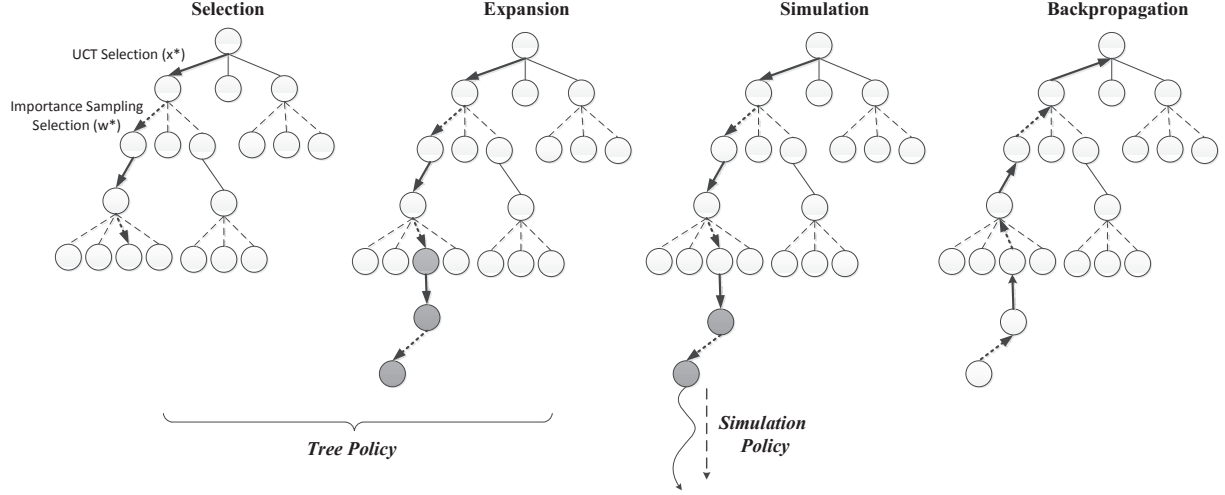 Selection
Expansion
Simulation
Backpropagation
UCT Selection (x*)
Importance Sampling
Selection (w*)
Tree Policy
Simulation
Policy